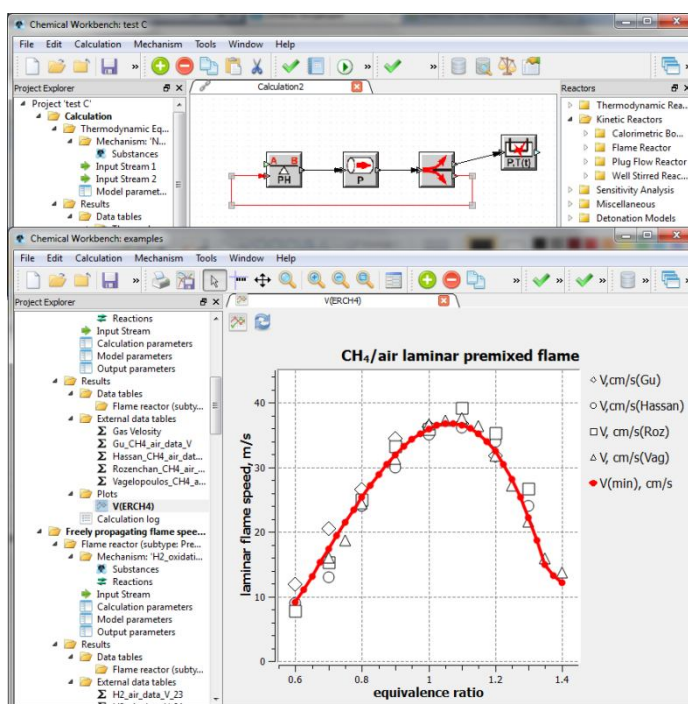 Chemical Workbench: test C
File Edit Calculation Mechanism Tools Window Help
» » »
Project Explorer
Project 'test C'
Calculation
Thermodynamic Eq...
Mechanism: 'N...
Substances
Input Stream 1
Input Stream 2
Model paramet...
Results
Data tables
Calculation2
A B
PH
P
P,T(t)
Reactors
Thermodynamic Rea...
Kinetic Reactors
Calorimetric Bo...
Flame Reactor
Plug Flow Reactor
Well Stirred Reac...
Sensitivity Analysis
Miscellaneous
Detonation Models
Chemical Workbench: examples
File Edit Calculation Mechanism Tools Window Help
» » » » »
Project Explorer
Reactions
Input Stream
Calculation parameters
Model parameters
Output parameters
Results
Data tables
Flame reactor (subty...
External data tables
Σ Gas Velosity
Σ Gu_CH4_air_data_V
Σ Hassan_CH4_air_dat...
Σ Rozenchan_CH4_air_...
Σ Vagelopoulos_CH4_a...
Plots
V(ERCH4)
Calculation log
Freely propagating flame spee...
Flame reactor (subtype: Pre...
Mechanism: 'H2_oxidati...
Substances
Reactions
Input Stream
Calculation parameters
Model parameters
Output parameters
Results
Data tables
Flame reactor (subty...
External data tables
Σ H2_air_data_V_23
V(ERCH4)
CH₄/air laminar premixed flame
laminar flame speed, m/s
40
30
20
10
0
0.6 0.8 1 1.2 1.4
equivalence ratio
V,cm/s(Gu)
V,cm/s(Hassan)
V, cm/s(Roz)
V, cm/s(Vag)
V(min), cm/s